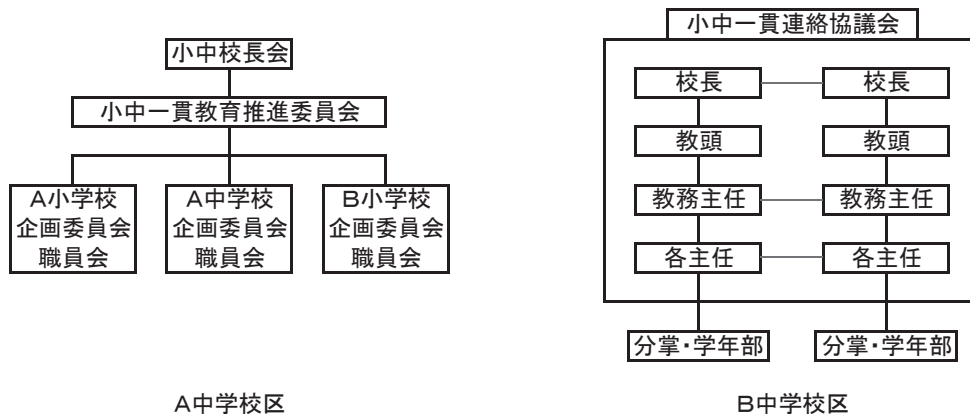 小中校長会
小中一貫教育推進委員会
A小学校
企画委員会
職員会
A中学校
企画委員会
職員会
B小学校
企画委員会
職員会
A中学校区
小中一貫連絡協議会
校長
校長
教頭
教頭
教務主任
教務主任
各主任
各主任
分掌・学年部
分掌・学年部
B中学校区